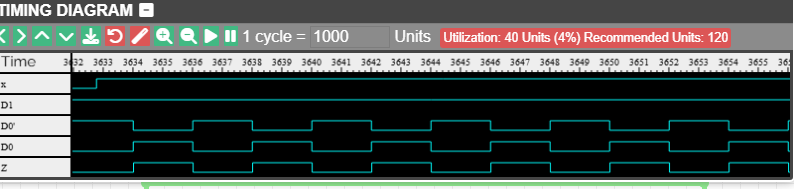 TIMING DIAGRAM
1 cycle = 1000 Units Utilization: 40 Units (4%) Recommended Units: 120
Time 3632 3633 3634 3635 3636 3637 3638 3639 3640 3641 3642 3643 3644 3645 3646 3647 3648 3649 3650 3651 3652 3653 3654 3655
x
D1
D0'
D0
Z